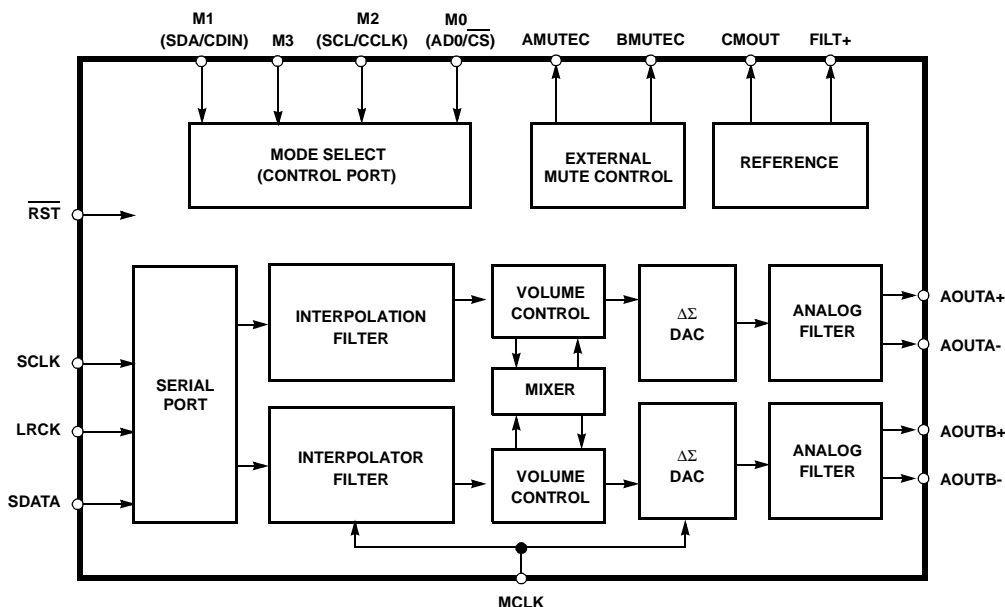 M1
(SDA/CDIN)
M3
M2
(SCL/CCLK)
M0
(AD0/CS)
AMUTEC
BMUTEC
CMOUT
FILT+
MODE SELECT
(CONTROL PORT)
EXTERNAL
MUTE CONTROL
REFERENCE
RST
SCLK
LRCK
SDATA
SERIAL
PORT
INTERPOLATION
FILTER
VOLUME
CONTROL
ΔΣ
DAC
ANALOG
FILTER
AOUTA+
AOUTA-
MIXER
INTERPOLATOR
FILTER
VOLUME
CONTROL
ΔΣ
DAC
ANALOG
FILTER
AOUTB+
AOUTB-
MCLK